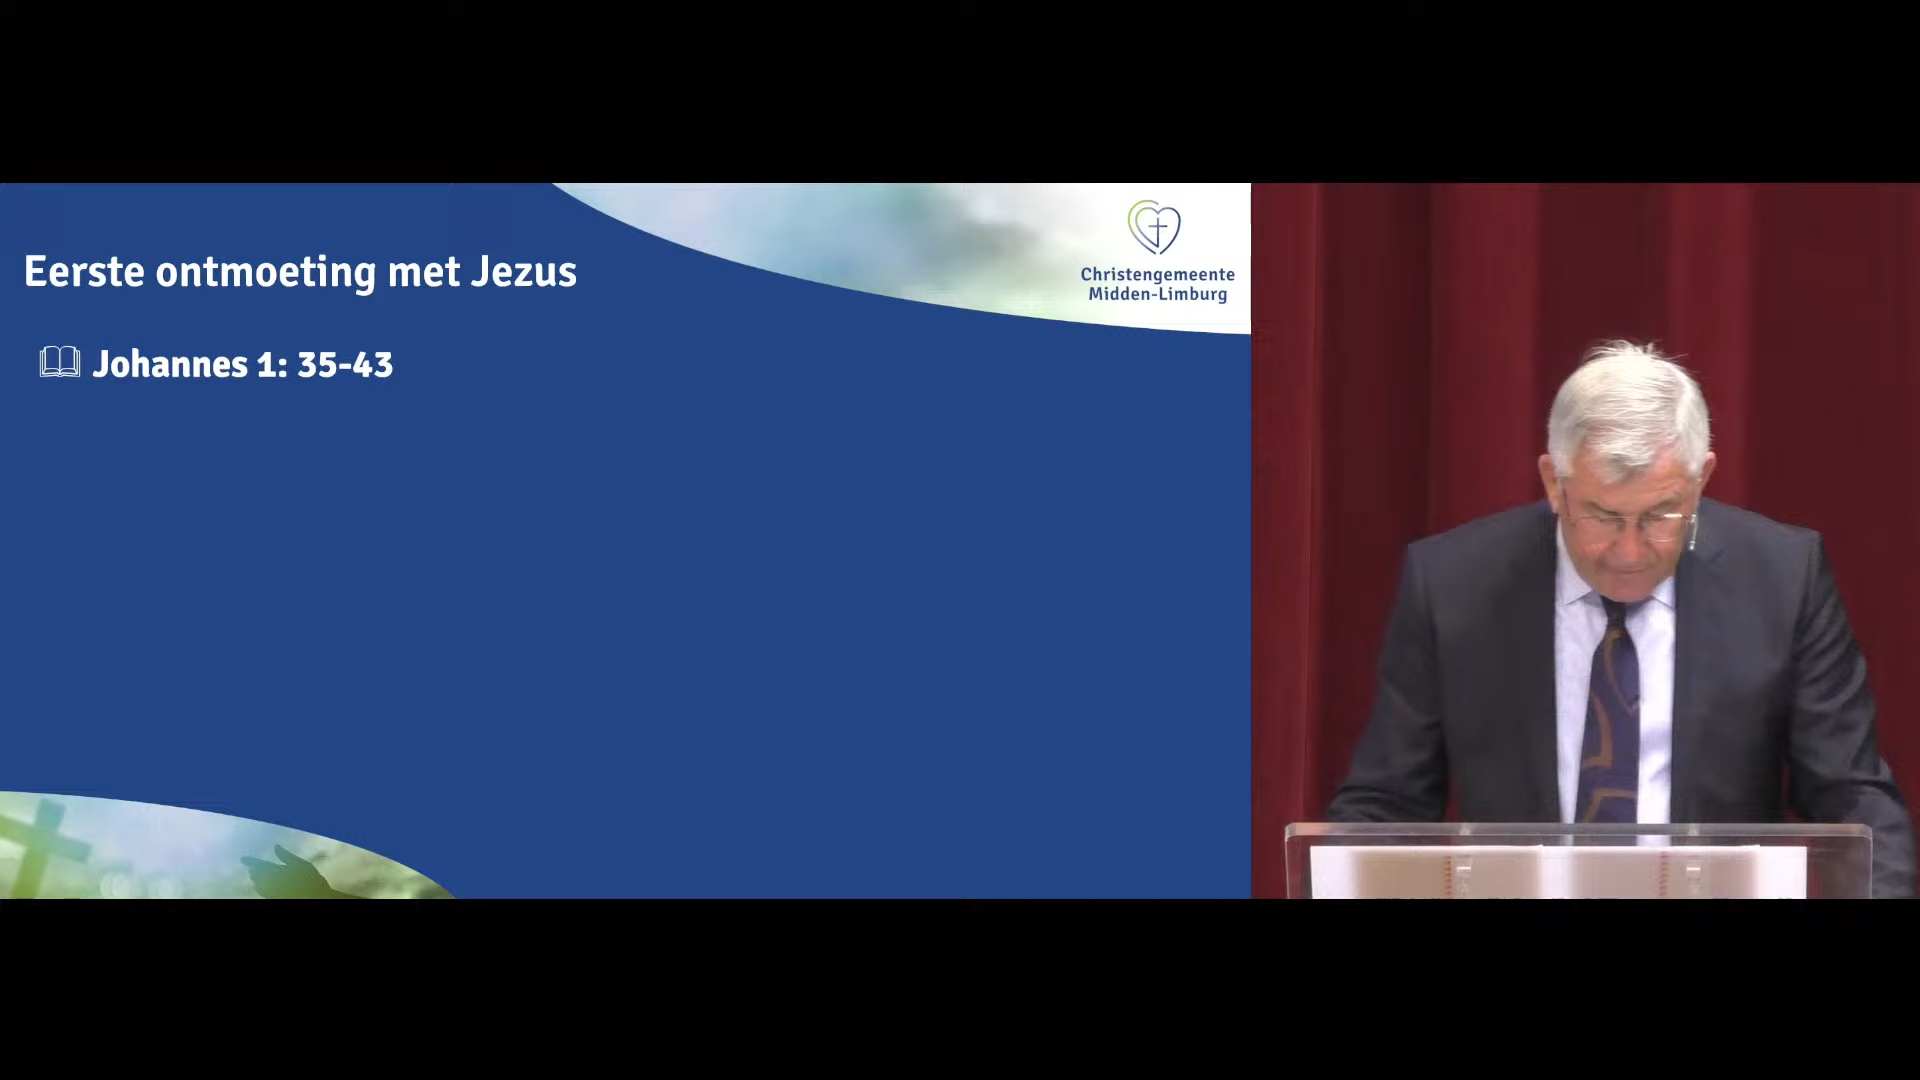 Eerste ontmoeting met Jezus
Johannes 1: 35-43
Christengemeente
Midden-Limburg